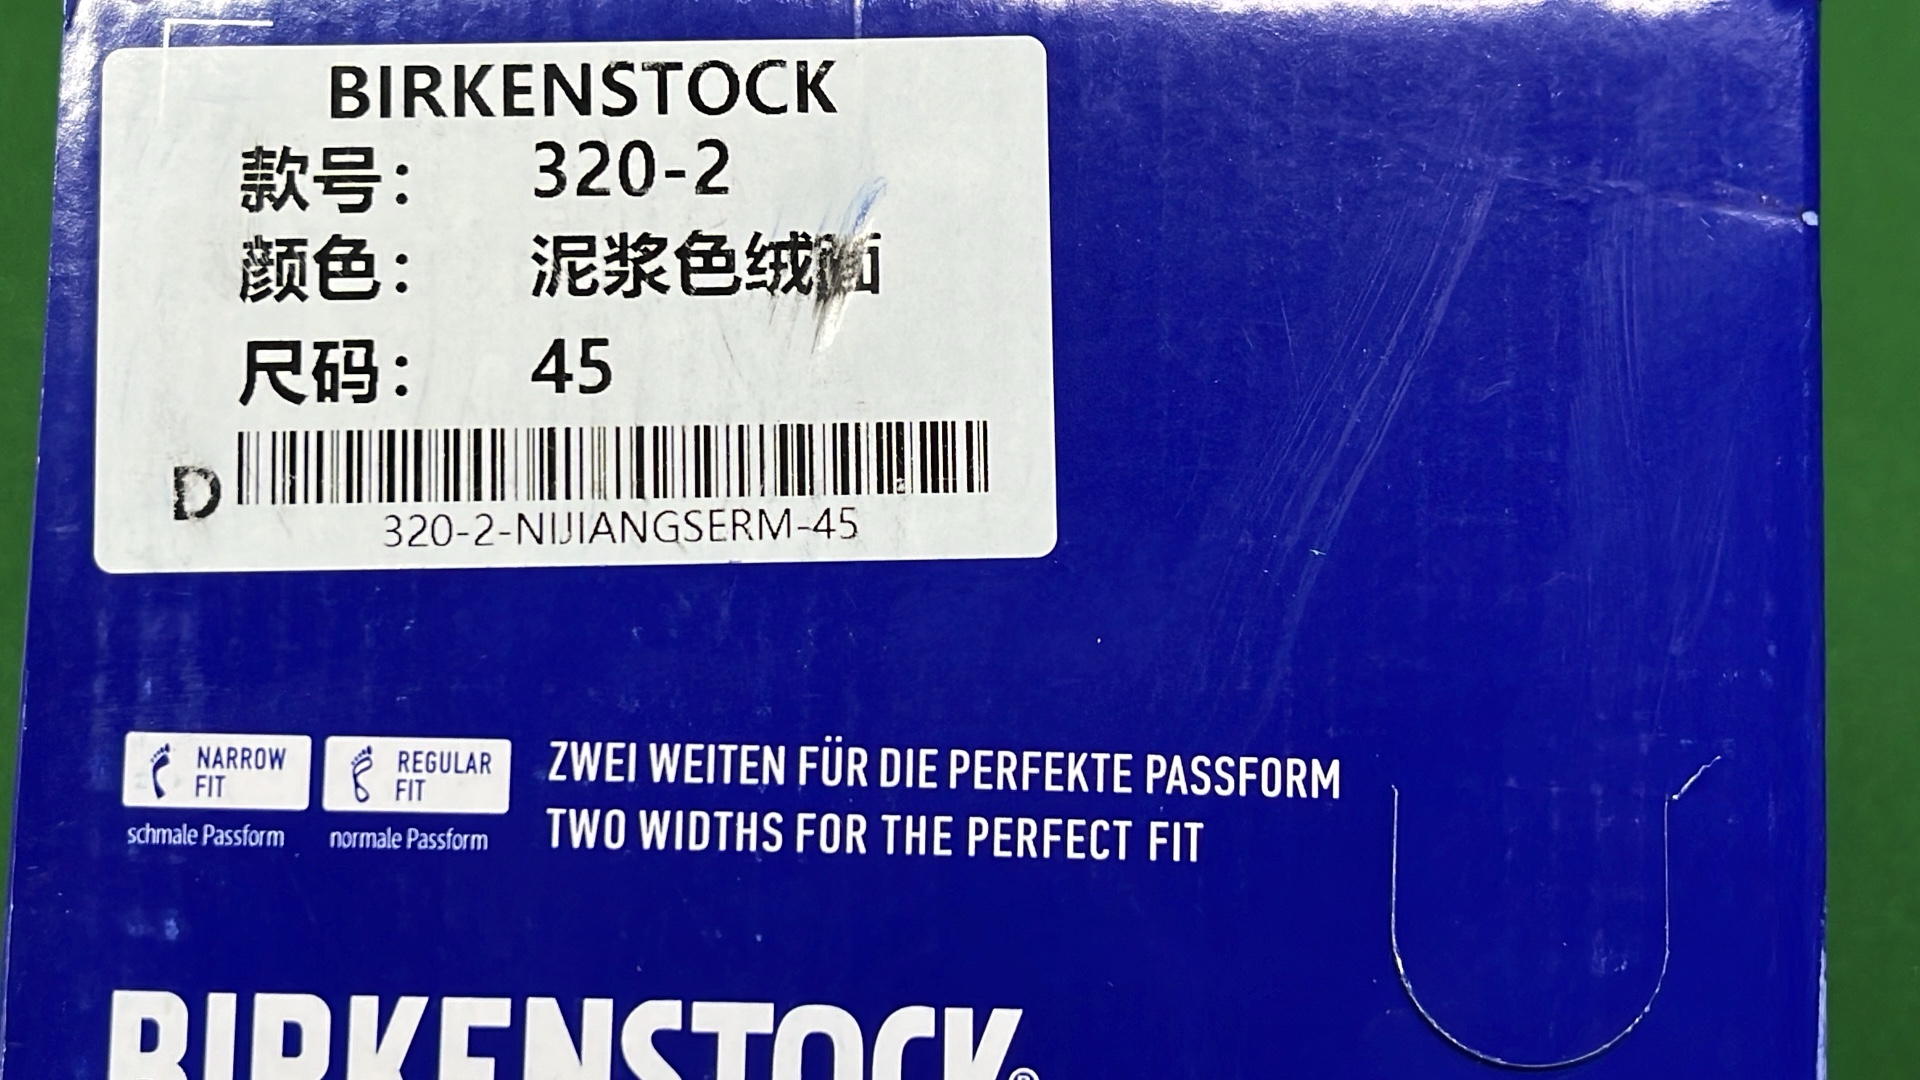 BIRKENSTOCK
款号： 320-2
颜色： 泥浆色绒面
尺码： 45
D
320-2-NIJIANGSERM-45
NARROW FIT
schmale Passform
REGULAR FIT
normale Passform
ZWEI WEITEN FÜR DIE PERFEKTE PASSFORM
TWO WIDTHS FOR THE PERFECT FIT
BIRKENSTOCK®